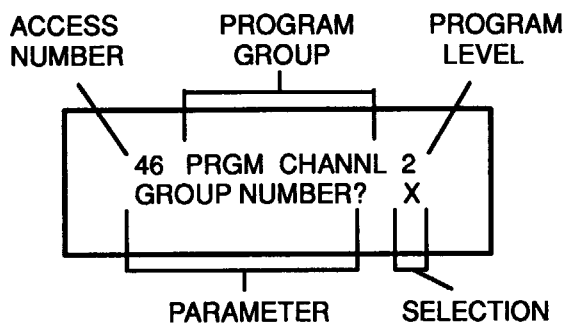 ACCESS NUMBER
PROGRAM GROUP
PROGRAM LEVEL
46 PRGM CHANNL 2
GROUP NUMBER? X
PARAMETER
SELECTION